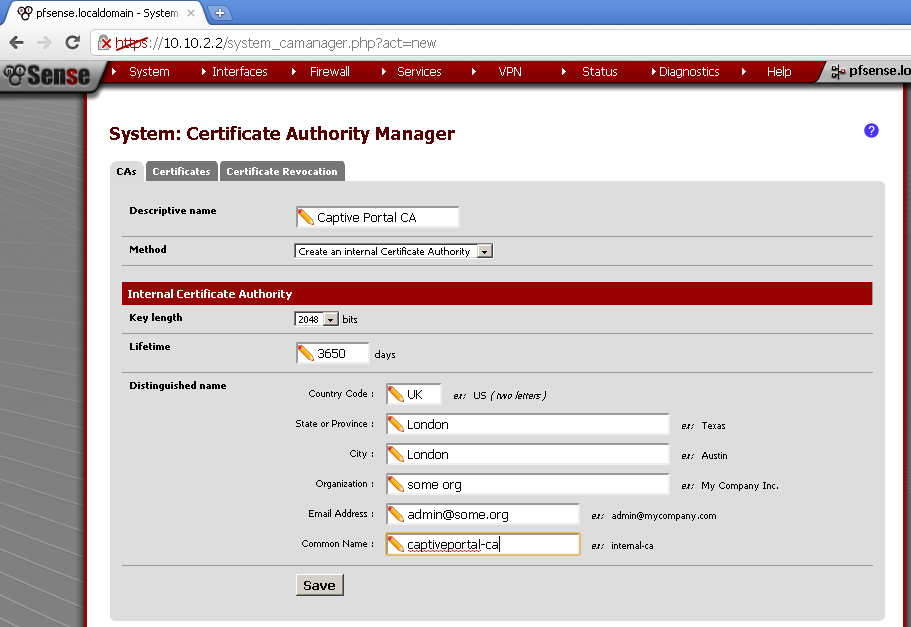 pfsense.localdomain - System
https://10.10.2.2/system_camanager.php?act=new
Sense System Interfaces Firewall Services VPN Status Diagnostics Help pfsense.lo
System: Certificate Authority Manager ?
CAs Certificates Certificate Revocation
Descriptive name Captive Portal CA
Method Create an internal Certificate Authority
Internal Certificate Authority
Key length 2048 bits
Lifetime 3650 days
Distinguished name
Country Code : UK ex: US ( two letters )
State or Province : London ex: Texas
City : London ex: Austin
Organization : some org ex: My Company Inc.
Email Address : admin@some.org ex: admin@mycompany.com
Common Name : captiveportal-ca ex: internal-ca
Save